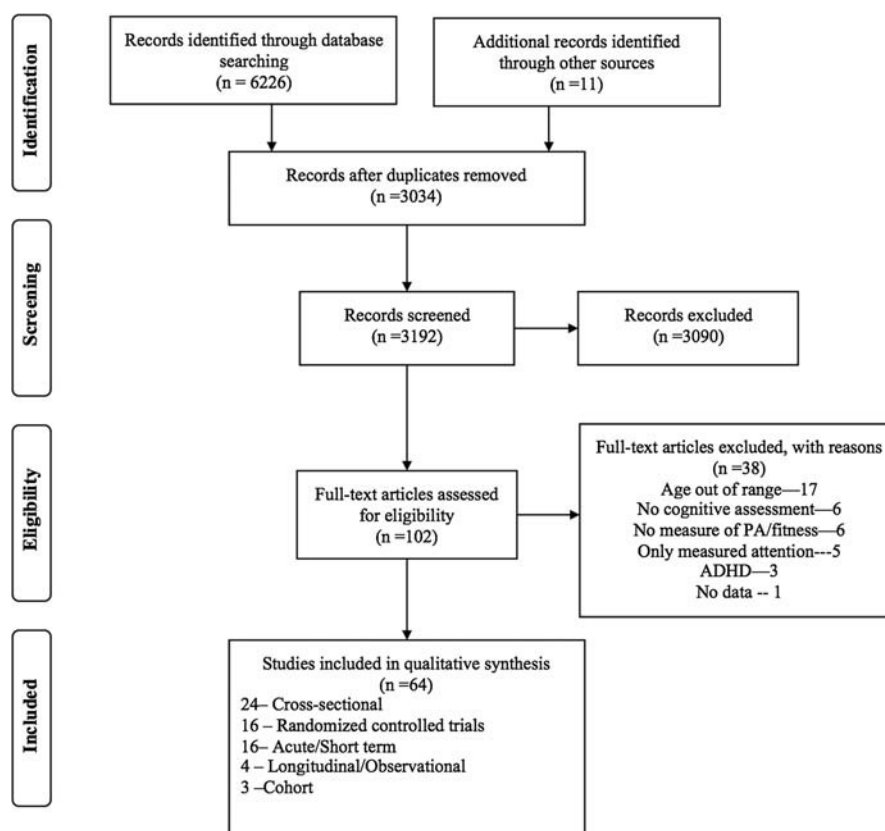 Identification
Records identified through database
searching
(n = 6226)
Additional records identified
through other sources
(n =11)
Records after duplicates removed
(n =3034)
Screening
Records screened
(n =3192)
Records excluded
(n =3090)
Eligibility
Full-text articles assessed
for eligibility
(n =102)
Full-text articles excluded, with reasons
(n =38)
Age out of range—17
No cognitive assessment—6
No measure of PA/fitness—6
Only measured attention---5
ADHD—3
No data -- 1
Included
Studies included in qualitative synthesis
(n =64)
24– Cross-sectional
16 – Randomized controlled trials
16– Acute/Short term
4 – Longitudinal/Observational
3 –Cohort